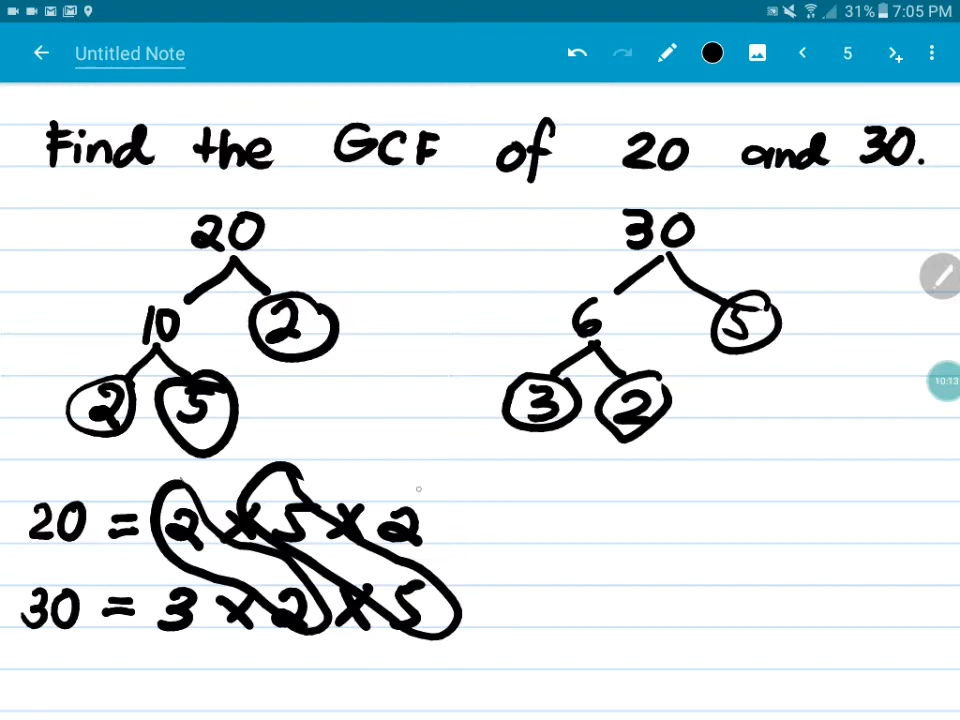 31% 7:05 PM
Untitled Note 5
Find the GCF of 20 and 30.
20 30
10 2 6 5
10:13
2 5 3 2
20 = 2 x 5 x 2
30 = 3 x 2 x 5